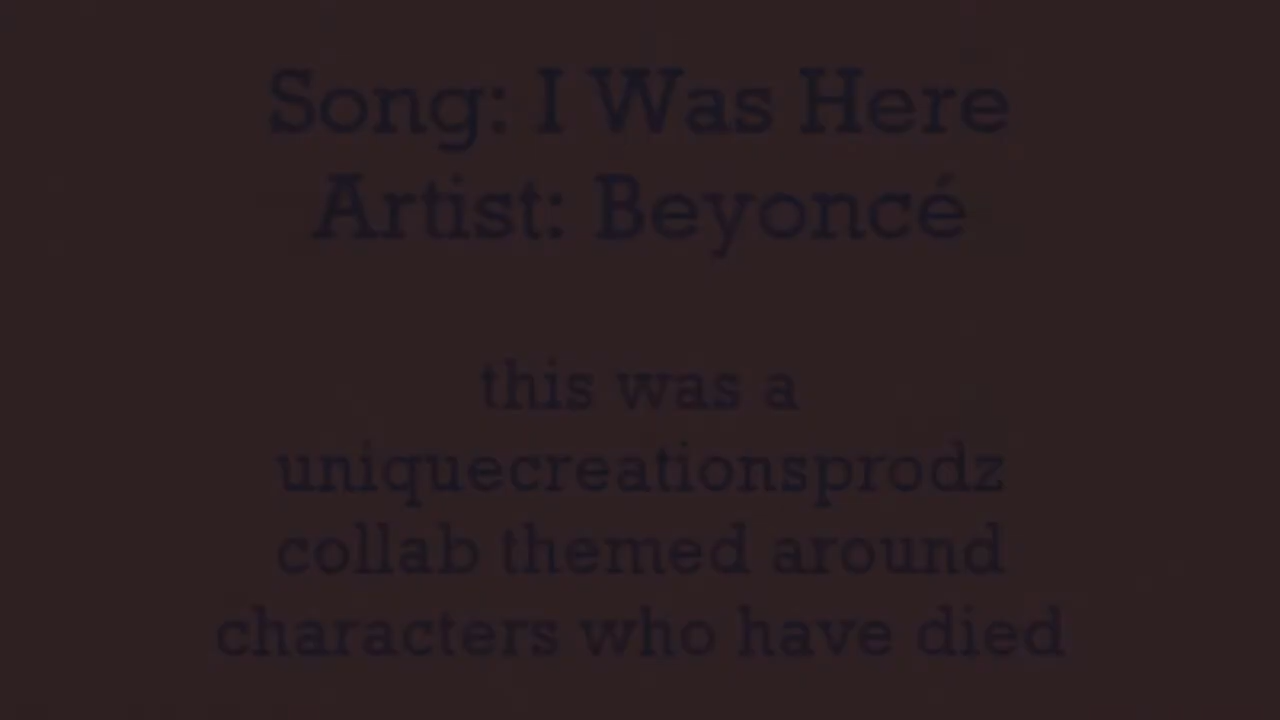 Song: I Was Here
Artist: Beyoncé
this was a
uniquecreationsprodz
collab themed around
characters who have died